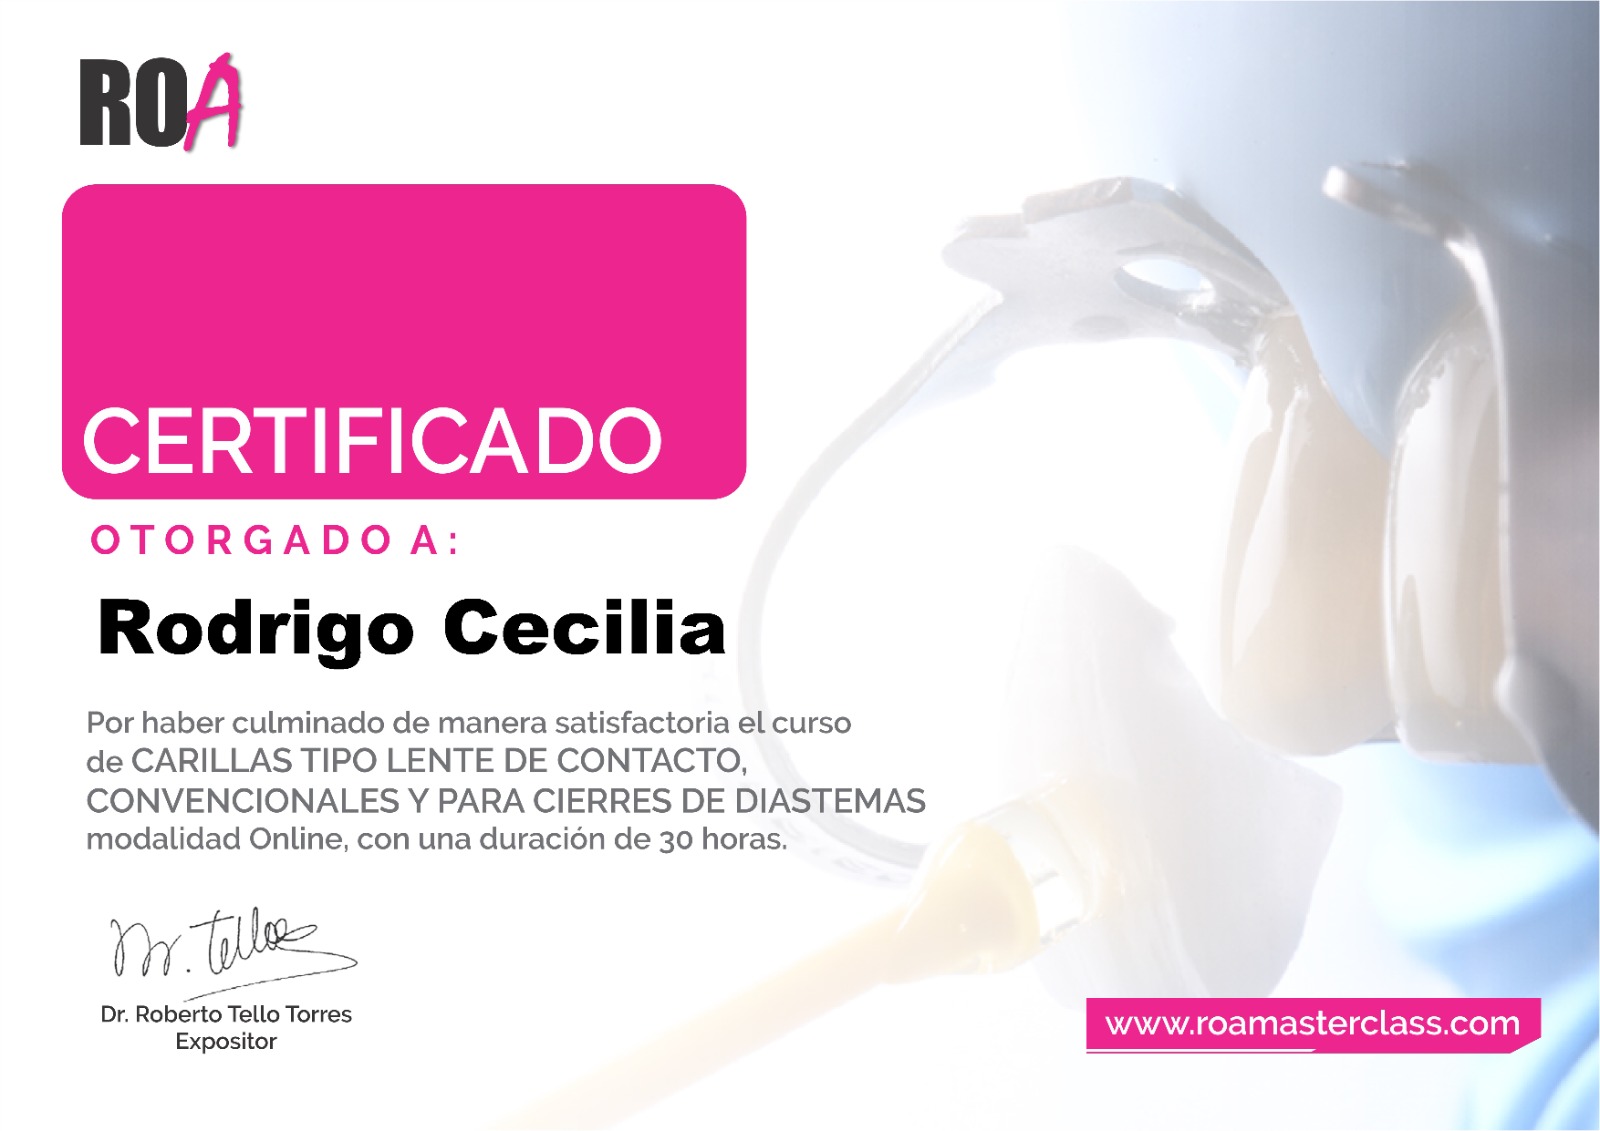 ROA
CERTIFICADO
OTORGADO A:
Rodrigo Cecilia
Por haber culminado de manera satisfactoria el curso
de CARILLAS TIPO LENTE DE CONTACTO,
CONVENCIONALES Y PARA CIERRES DE DIASTEMAS
modalidad Online, con una duración de 30 horas.
Dr. Tello
Dr. Roberto Tello Torres
Expositor
www.roamasterclass.com